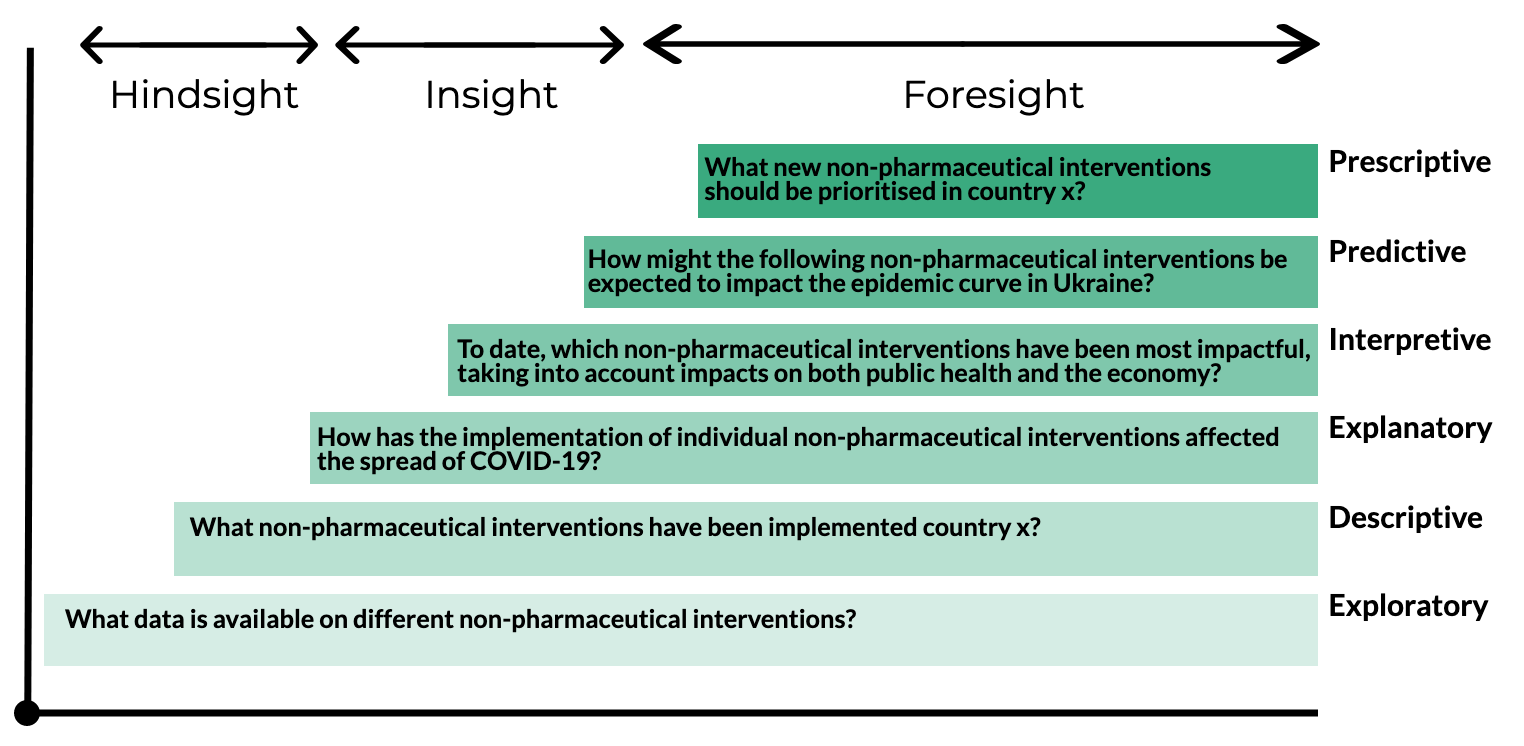 Hindsight
Insight
Foresight
What new non-pharmaceutical interventions
should be prioritised in country x?
Prescriptive
How might the following non-pharmaceutical interventions be
expected to impact the epidemic curve in Ukraine?
Predictive
To date, which non-pharmaceutical interventions have been most impactful,
taking into account impacts on both public health and the economy?
Interpretive
How has the implementation of individual non-pharmaceutical interventions affected
the spread of COVID-19?
Explanatory
What non-pharmaceutical interventions have been implemented country x?
Descriptive
What data is available on different non-pharmaceutical interventions?
Exploratory